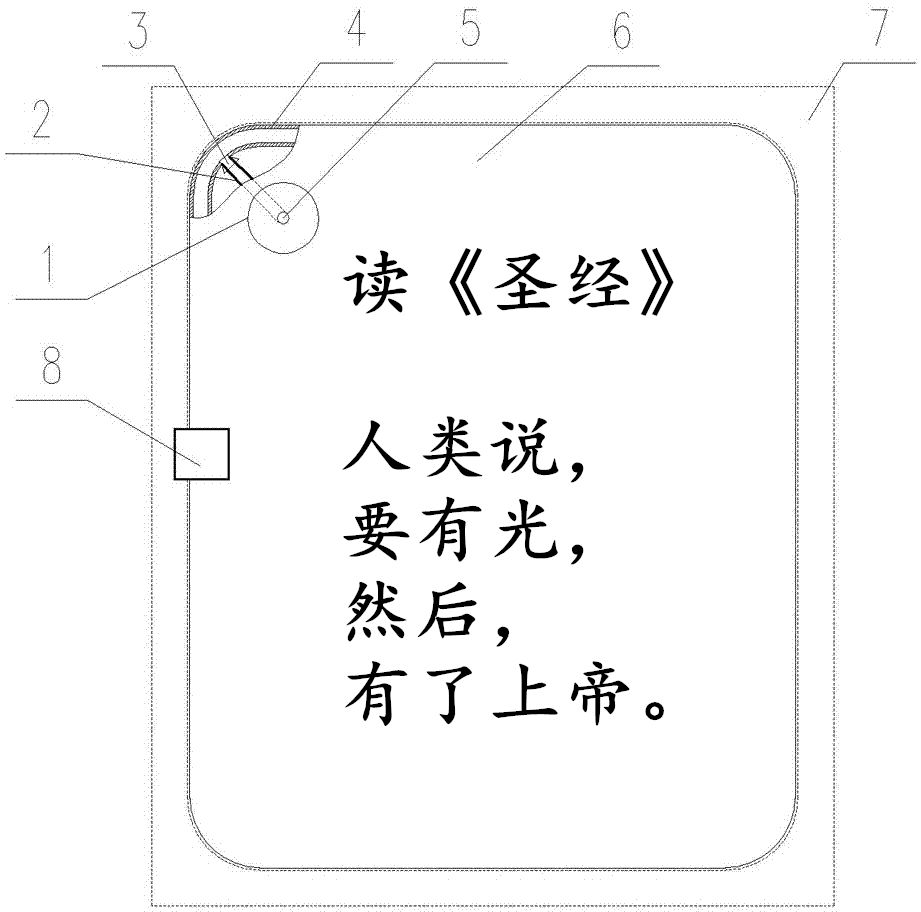 3 4 5 6 7
2
1
8
读《圣经》
人类说，
要有光，
然后，
有了上帝。